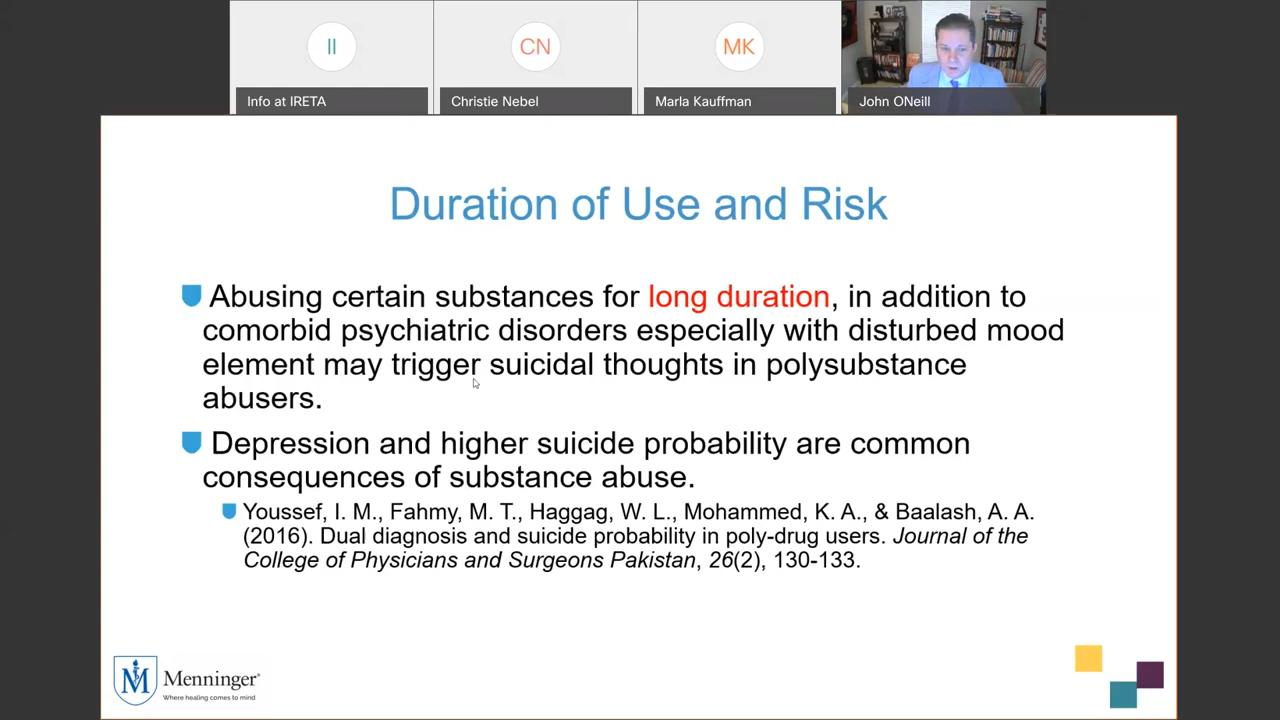 II
CN
MK
Info at IRETA
Christie Nebel
Marla Kauffman
John ONeill
Duration of Use and Risk
Abusing certain substances for long duration, in addition to
comorbid psychiatric disorders especially with disturbed mood
element may trigger suicidal thoughts in polysubstance
abusers.
Depression and higher suicide probability are common
consequences of substance abuse.
Youssef, I. M., Fahmy, M. T., Haggag, W. L., Mohammed, K. A., & Baalash, A. A.
(2016). Dual diagnosis and suicide probability in poly-drug users. Journal of the
College of Physicians and Surgeons Pakistan, 26(2), 130-133.
M
Menninger®
Where healing comes to mind